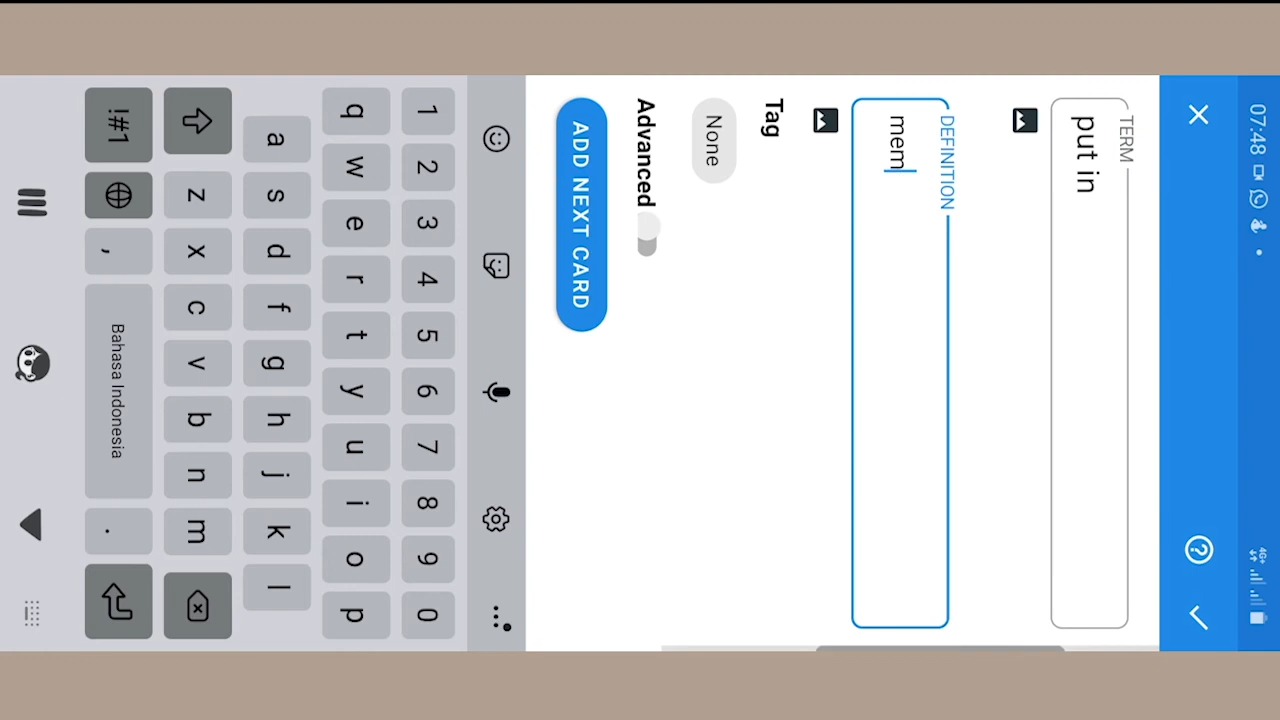 07:48
4G+
TERM
put in
DEFINITION
mem
Tag
None
Advanced
ADD NEXT CARD
1 2 3 4 5 6 7 8 9 0
q w e r t y u i o p
a s d f g h j k l
z x c v b n m
!#1 , Bahasa Indonesia .